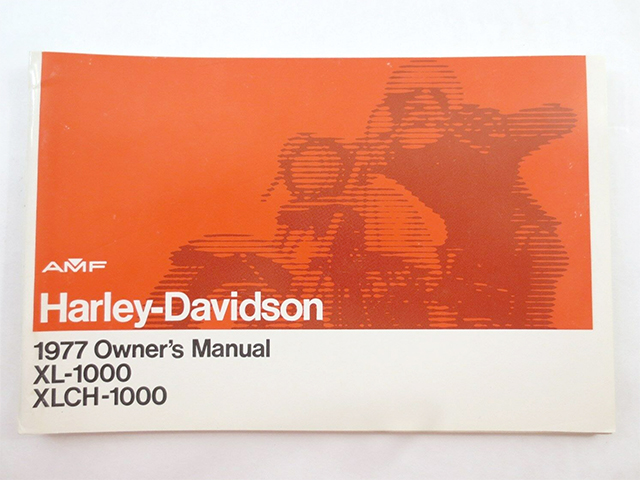 AMF
Harley-Davidson
1977 Owner's Manual
XL-1000
XLCH-1000